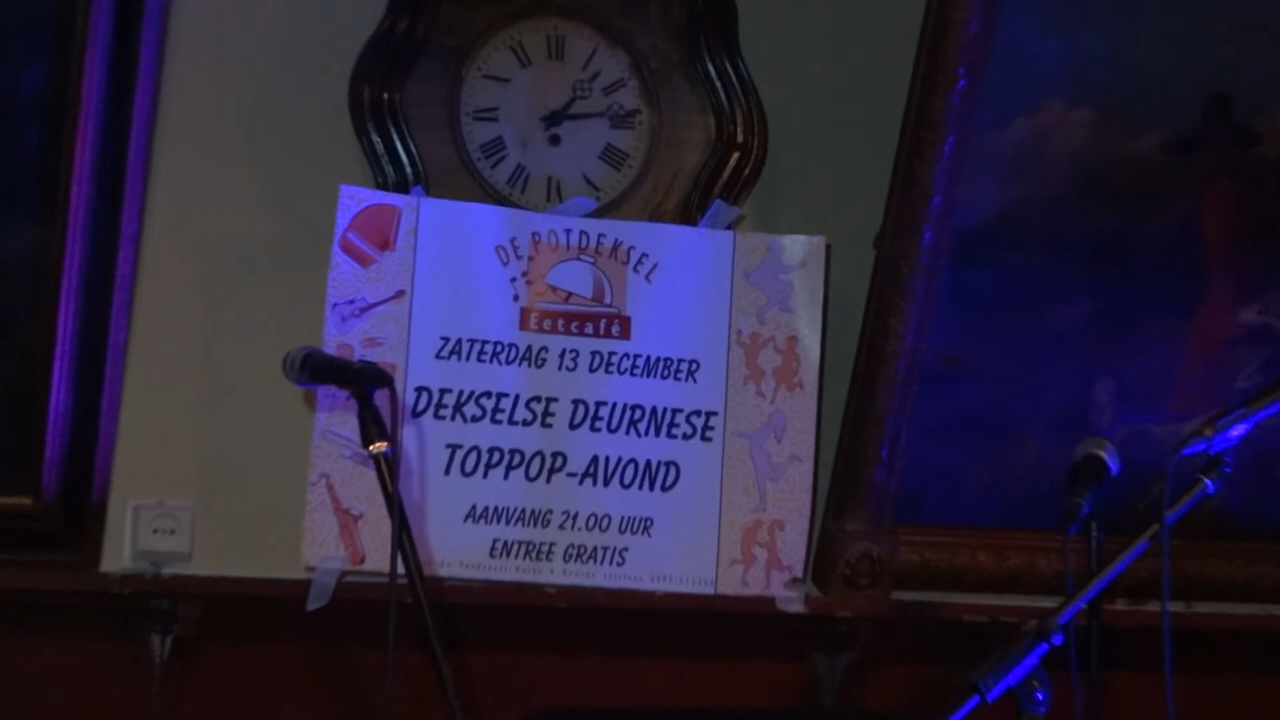 DE POTDEKSEL
Eetcafé
ZATERDAG 13 DECEMBER
DEKSELSE DEURNESE
TOPPOP-AVOND
AANVANG 21.00 UUR
ENTREE GRATIS